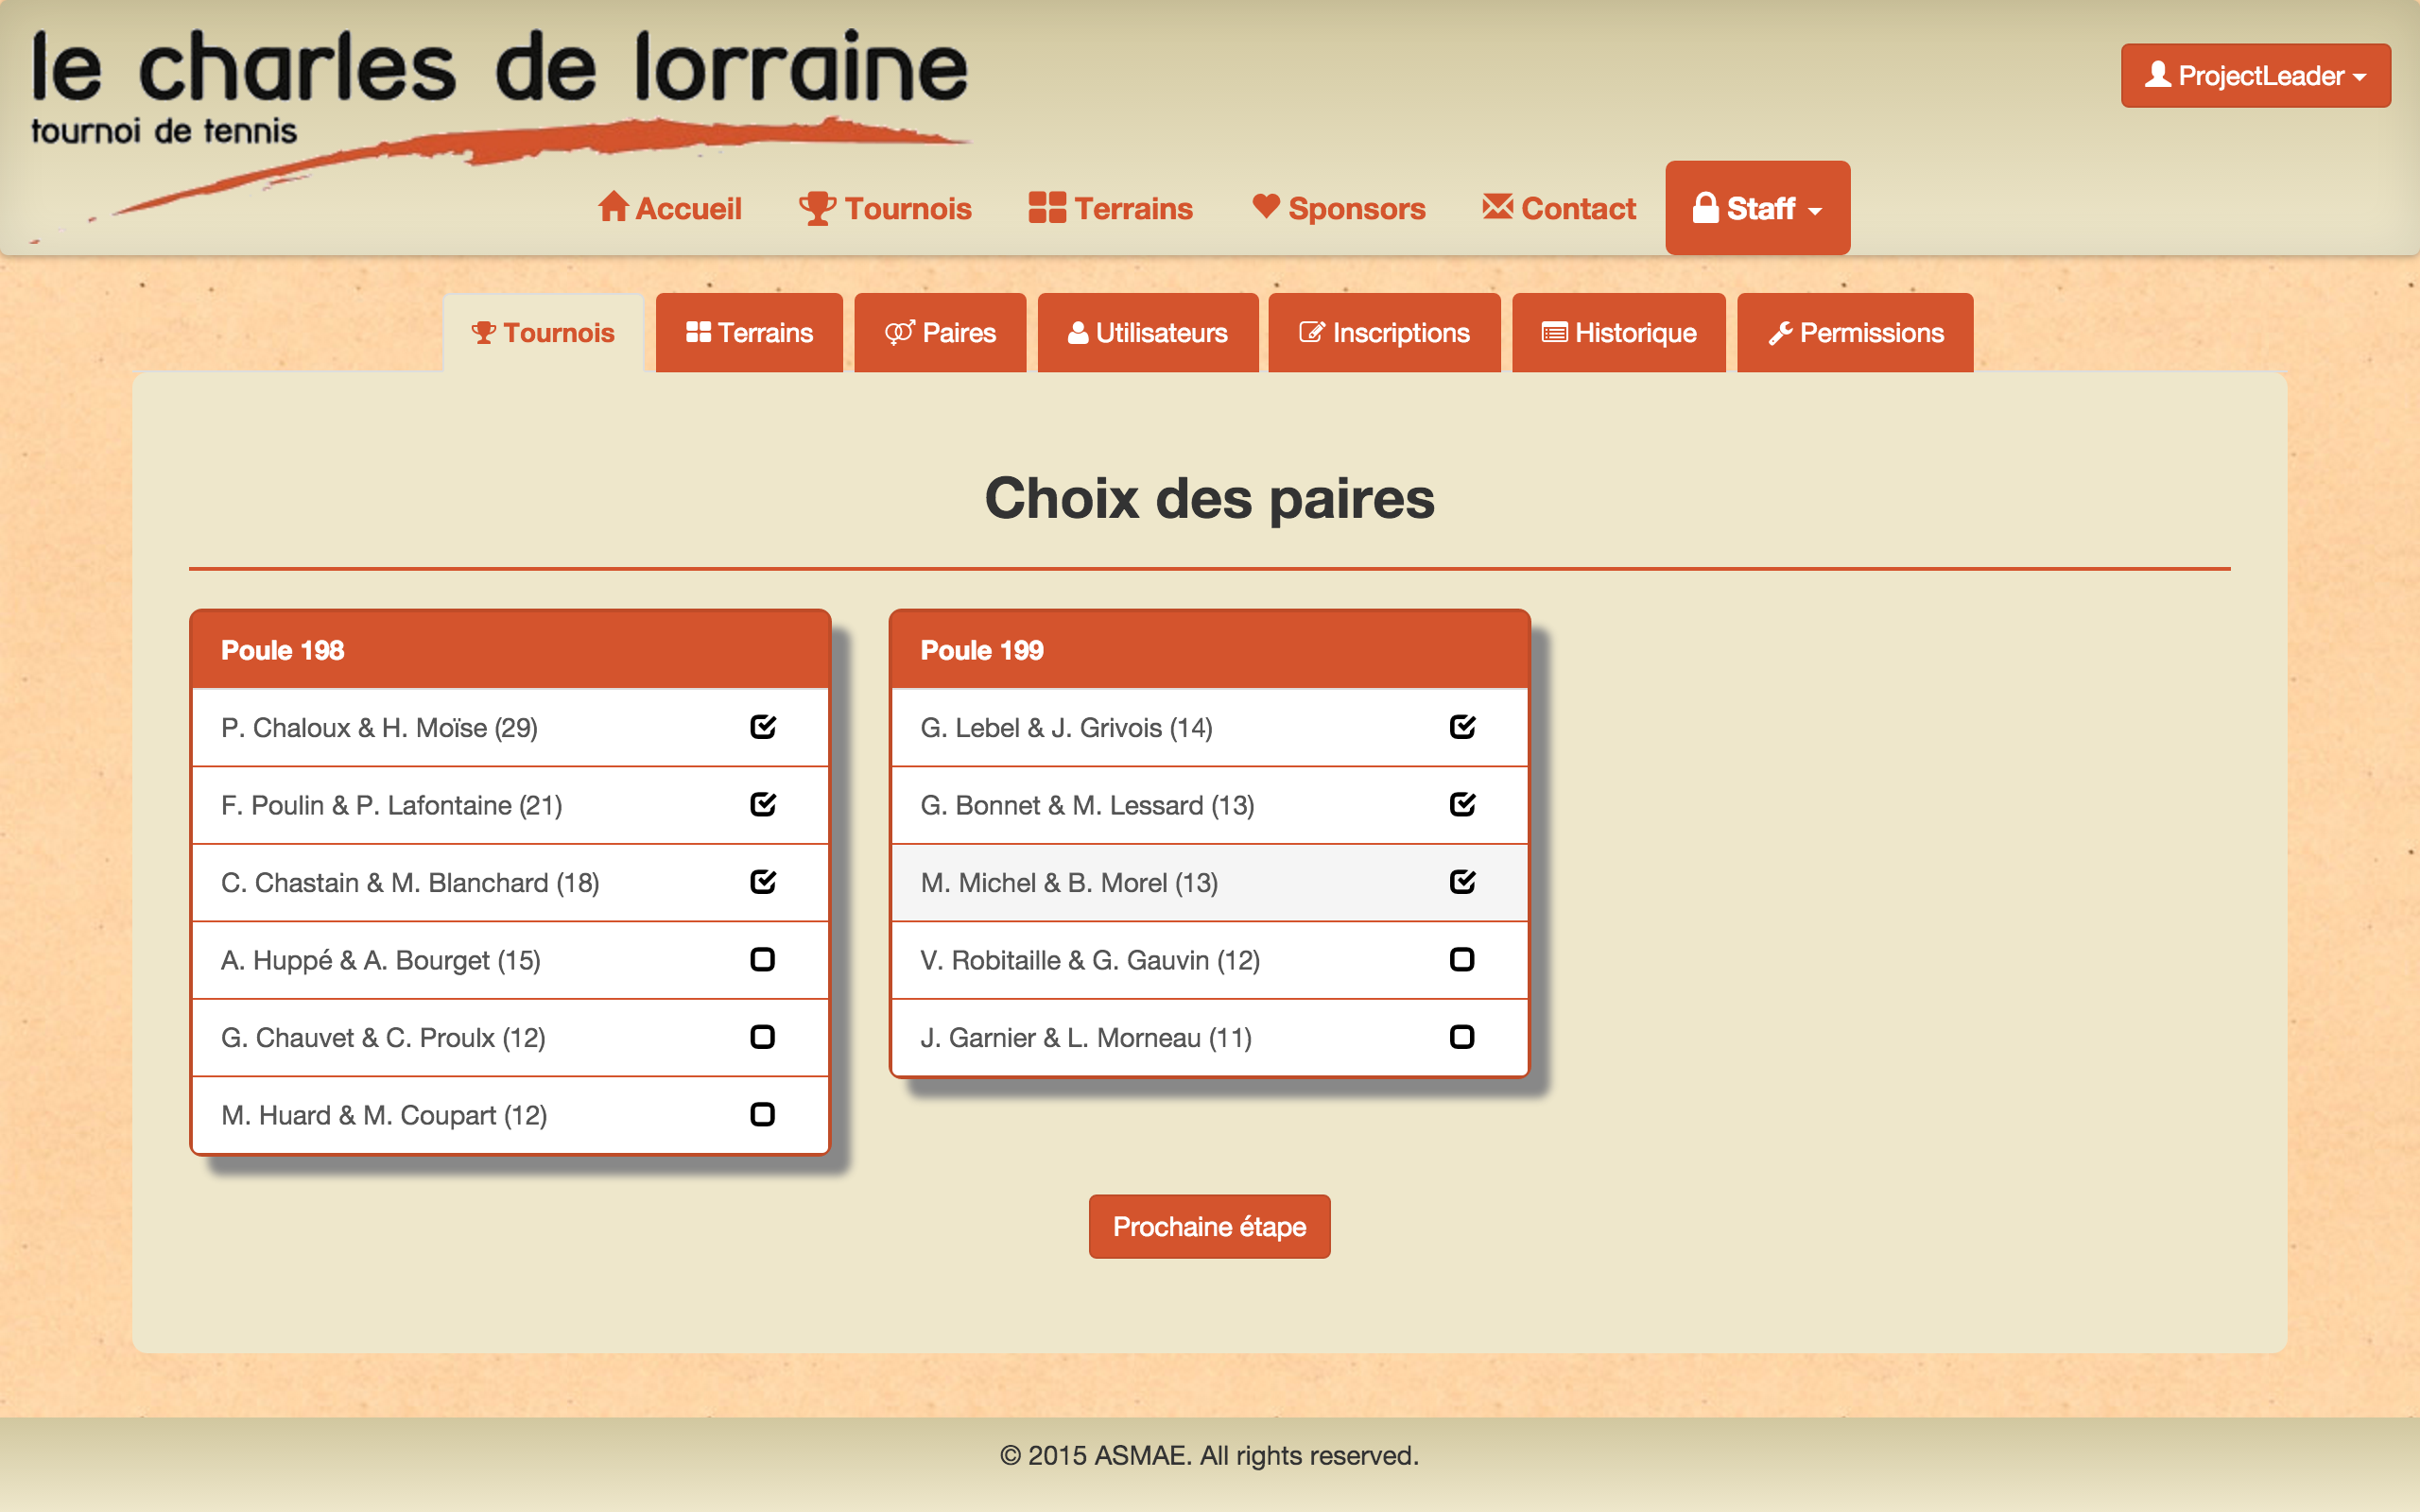 le charles de lorraine
tournoi de tennis
ProjectLeader
Accueil Tournois Terrains Sponsors Contact Staff
Tournois Terrains Paires Utilisateurs Inscriptions Historique Permissions
Choix des paires
Poule 198
P. Chaloux & H. Moïse (29)
F. Poulin & P. Lafontaine (21)
C. Chastain & M. Blanchard (18)
A. Huppé & A. Bourget (15)
G. Chauvet & C. Proulx (12)
M. Huard & M. Coupart (12)
Poule 199
G. Lebel & J. Grivois (14)
G. Bonnet & M. Lessard (13)
M. Michel & B. Morel (13)
V. Robitaille & G. Gauvin (12)
J. Garnier & L. Morneau (11)
Prochaine étape
© 2015 ASMAE. All rights reserved.